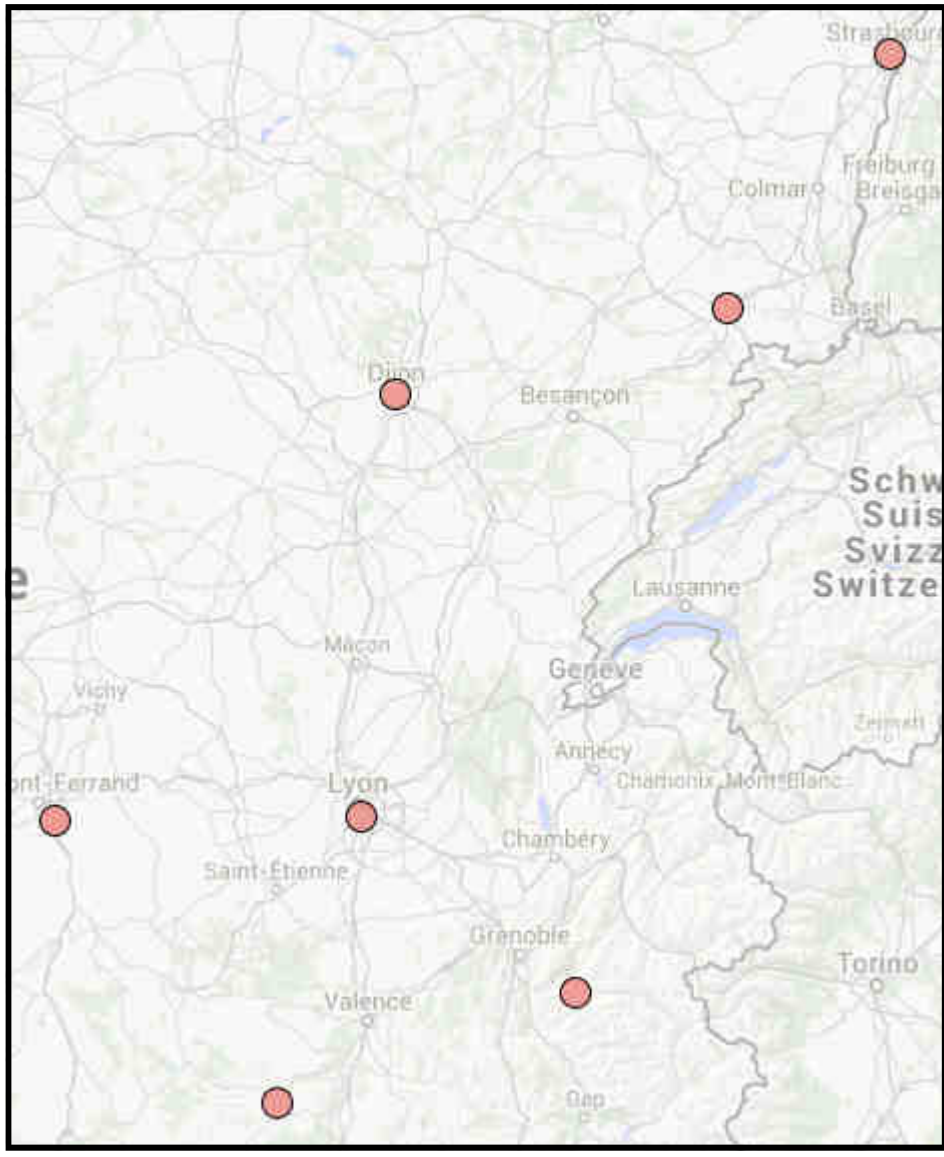 Strasbourg
Freiburg
Breisga
Colmar
Basel
Dijon
Besançon
Schw
Suis
Svizz
Switze
e
Lausanne
Mâcon
Genève
Vichy
Zermatt
Annecy
ont-Ferrand
Lyon
Chamonix-Mont-Blanc
Chambéry
Saint-Étienne
Grenoble
Torino
Valence
Gap